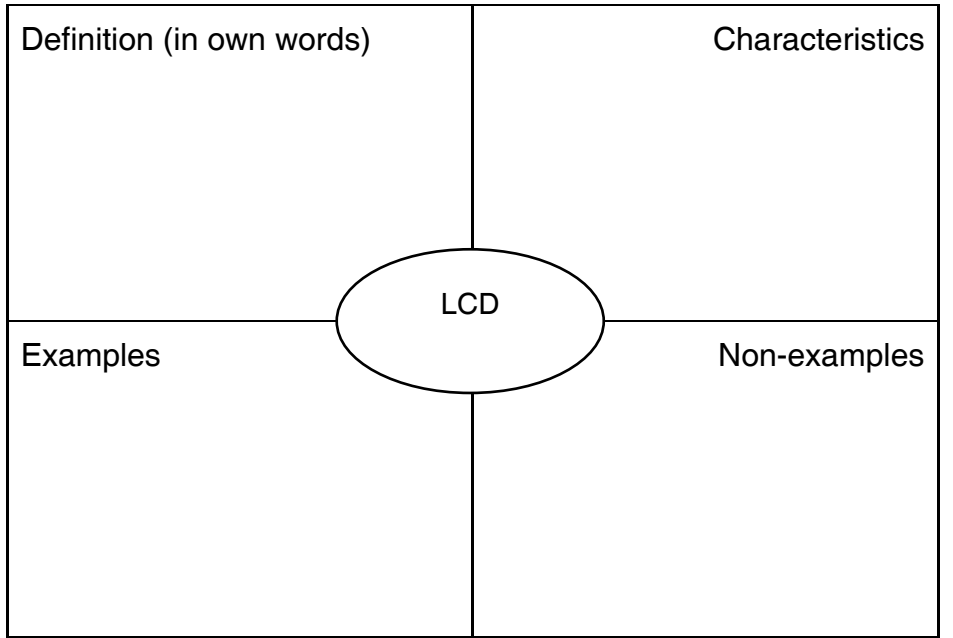 Definition (in own words)
Characteristics
LCD
Examples
Non-examples